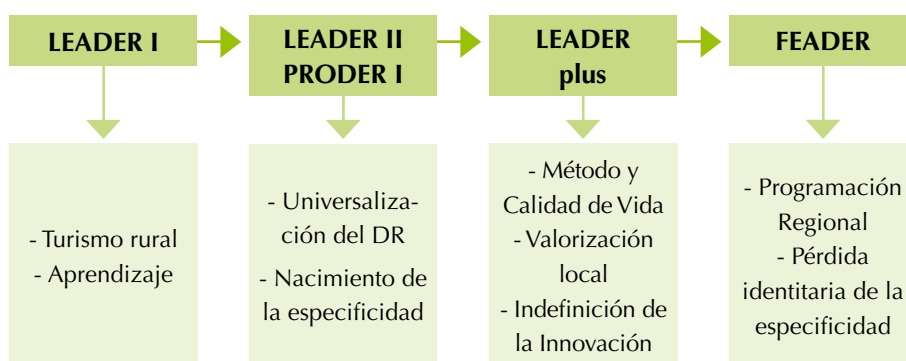 LEADER I
LEADER II
PRODER I
LEADER
plus
FEADER
- Turismo rural
- Aprendizaje
- Universaliza-
ción del DR
- Nacimiento de
la especificidad
- Método y
Calidad de Vida
- Valorización
local
- Indefinición de
la Innovación
- Programación
Regional
- Pérdida
identitaria de la
especificidad